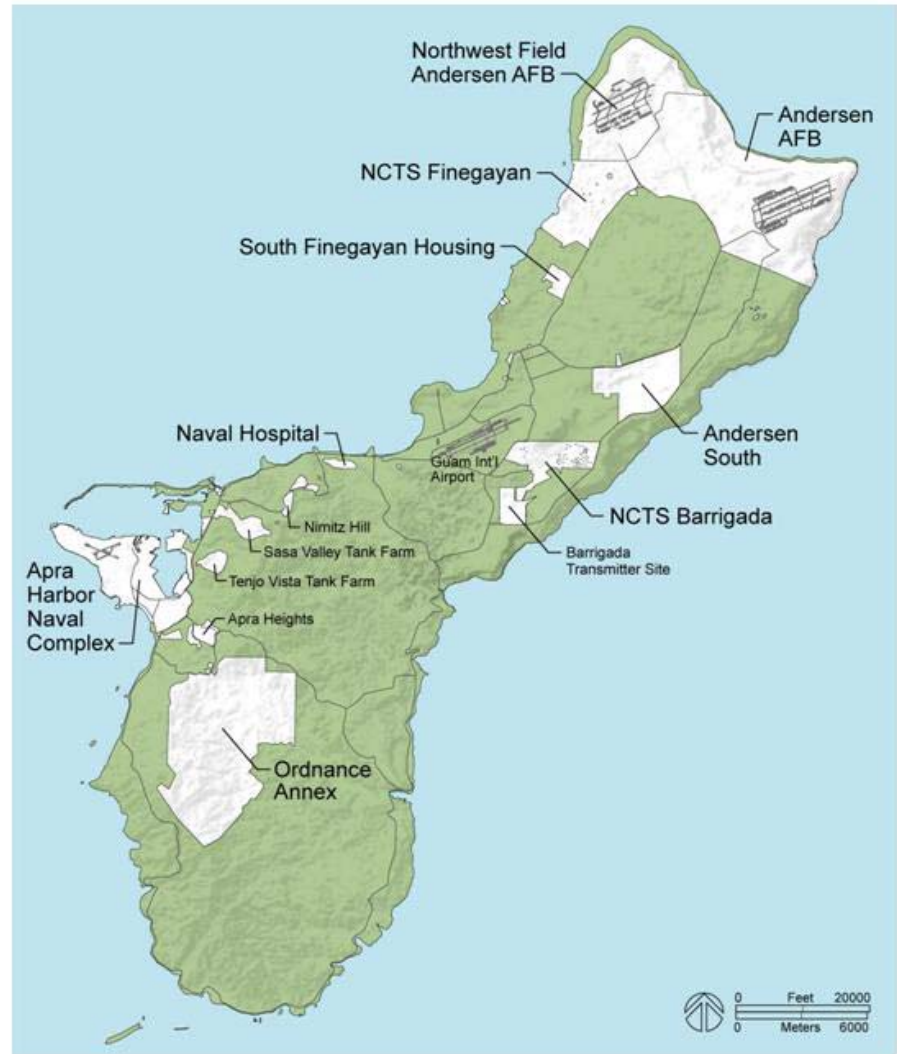 Northwest Field
Andersen AFB
Andersen
AFB
NCTS Finegayan
South Finegayan Housing
Andersen
South
Naval Hospital
Guam Int'l
Airport
NCTS Barrigada
Nimitz Hill
Sasa Valley Tank Farm
Barrigada
Transmitter Site
Tenjo Vista Tank Farm
Apra
Harbor
Naval
Complex
Apra Heights
Ordnance
Annex
0 Feet 20000
0 Meters 6000